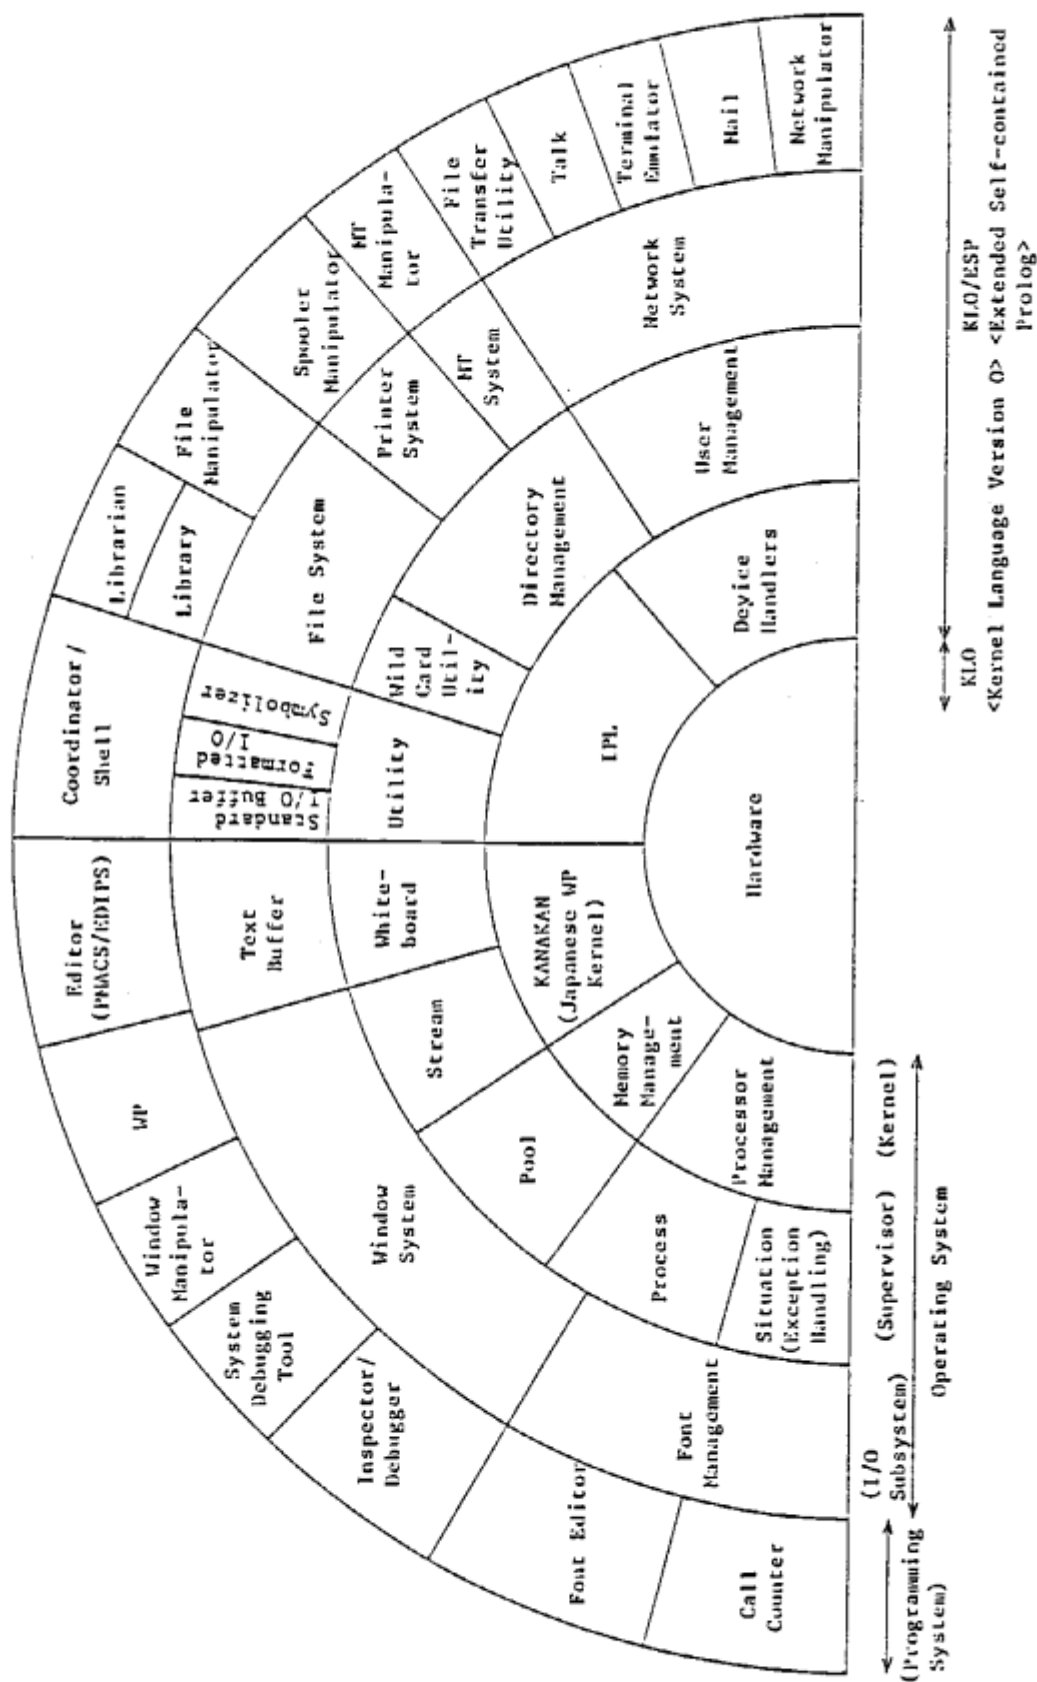 Coordinator/
Shell
Librarian
Library
File
Manipulator
Spooler
Manipulator
MT
Manipula-
tor
File
Transfer
Utility
Talk
Terminal
Emulator
Mail
Network
Manipulator
Editor
(PMACS/EDIPS)
WP
Window
Manipula-
tor
System
Debugging
Tool
Inspector/
Debugger
Font Editor
Call
Counter
Standard
I/O Buffer
Formatted
I/O
Symbolizer
File System
Printer
System
MT
System
Network
System
Text
Buffer
Window
System
Font
Management
Utility
Wild
Card
Util-
ity
Directory
Management
User
Management
White-
board
Stream
Pool
Process
Situation
(Exception
Handling)
IPL
Device
Handlers
KANAKAN
(Japanese WP
Kernel)
Memory
Manage-
ment
Processor
Management
Hardware
(Programming
System)
(I/O
Subsystem)
(Supervisor)
(Kernel)
Operating System
KL0
KL0/ESP
<Kernel Language Version 0>
<Extended Self-contained
Prolog>